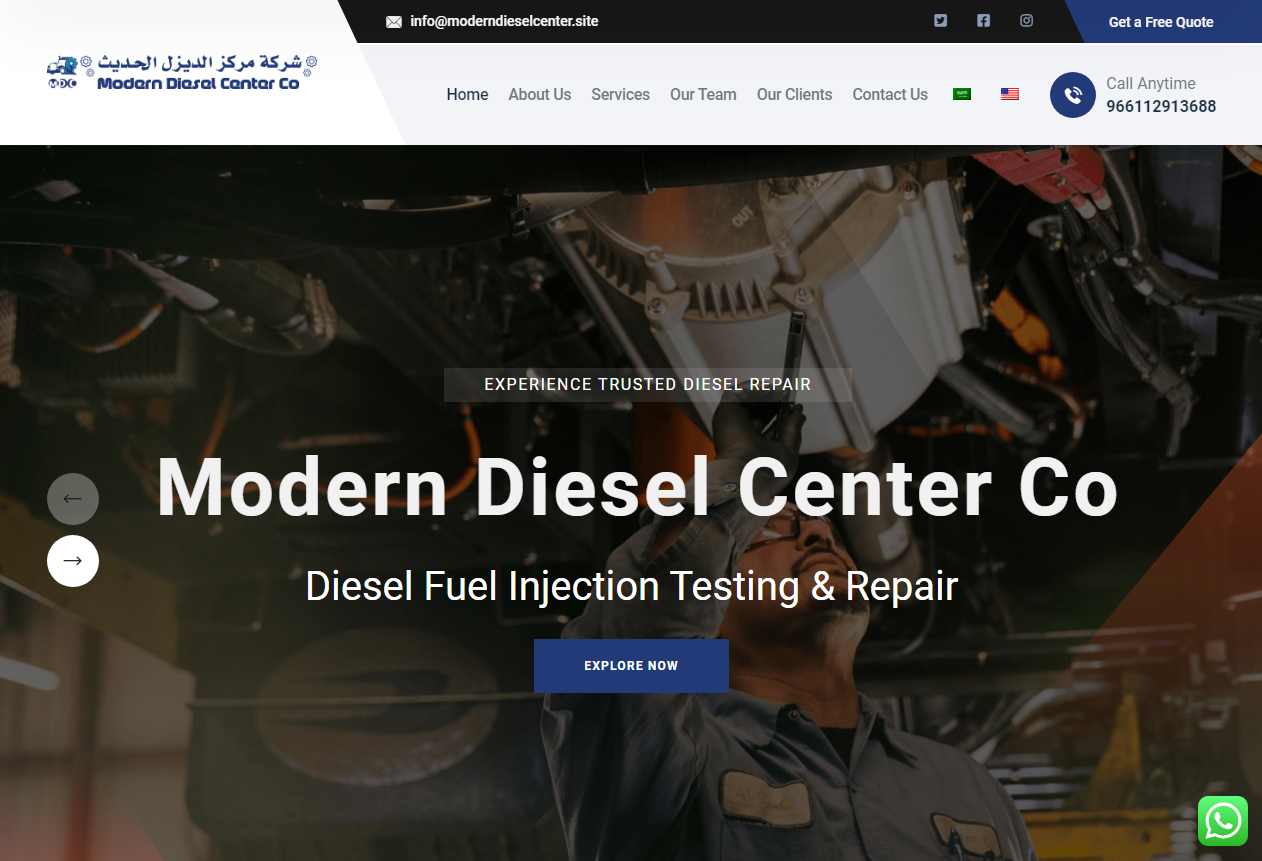 info@moderndieselcenter.site
Get a Free Quote
شركة مركز الديزل الحديث
Modern Diesel Center Co
MDC
Home About Us Services Our Team Our Clients Contact Us
Call Anytime
966112913688
OUT
EXPERIENCE TRUSTED DIESEL REPAIR
Modern Diesel Center Co
Diesel Fuel Injection Testing & Repair
EXPLORE NOW